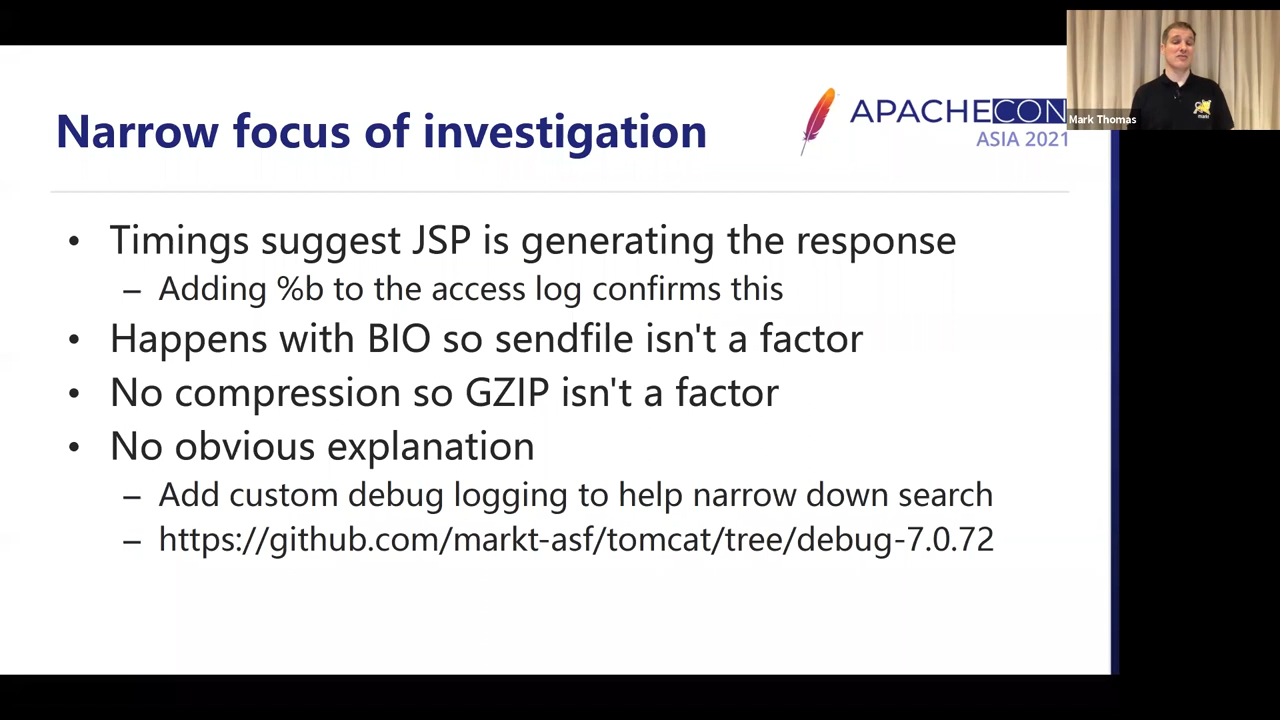 Narrow focus of investigation
APACHECON
ASIA 2021
Mark Thomas
• Timings suggest JSP is generating the response
– Adding %b to the access log confirms this
• Happens with BIO so sendfile isn't a factor
• No compression so GZIP isn't a factor
• No obvious explanation
– Add custom debug logging to help narrow down search
– https://github.com/markt-asf/tomcat/tree/debug-7.0.72